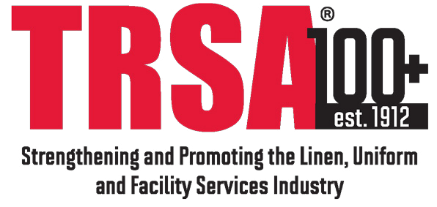 TRSA® 100+
est. 1912
Strengthening and Promoting the Linen, Uniform
and Facility Services Industry